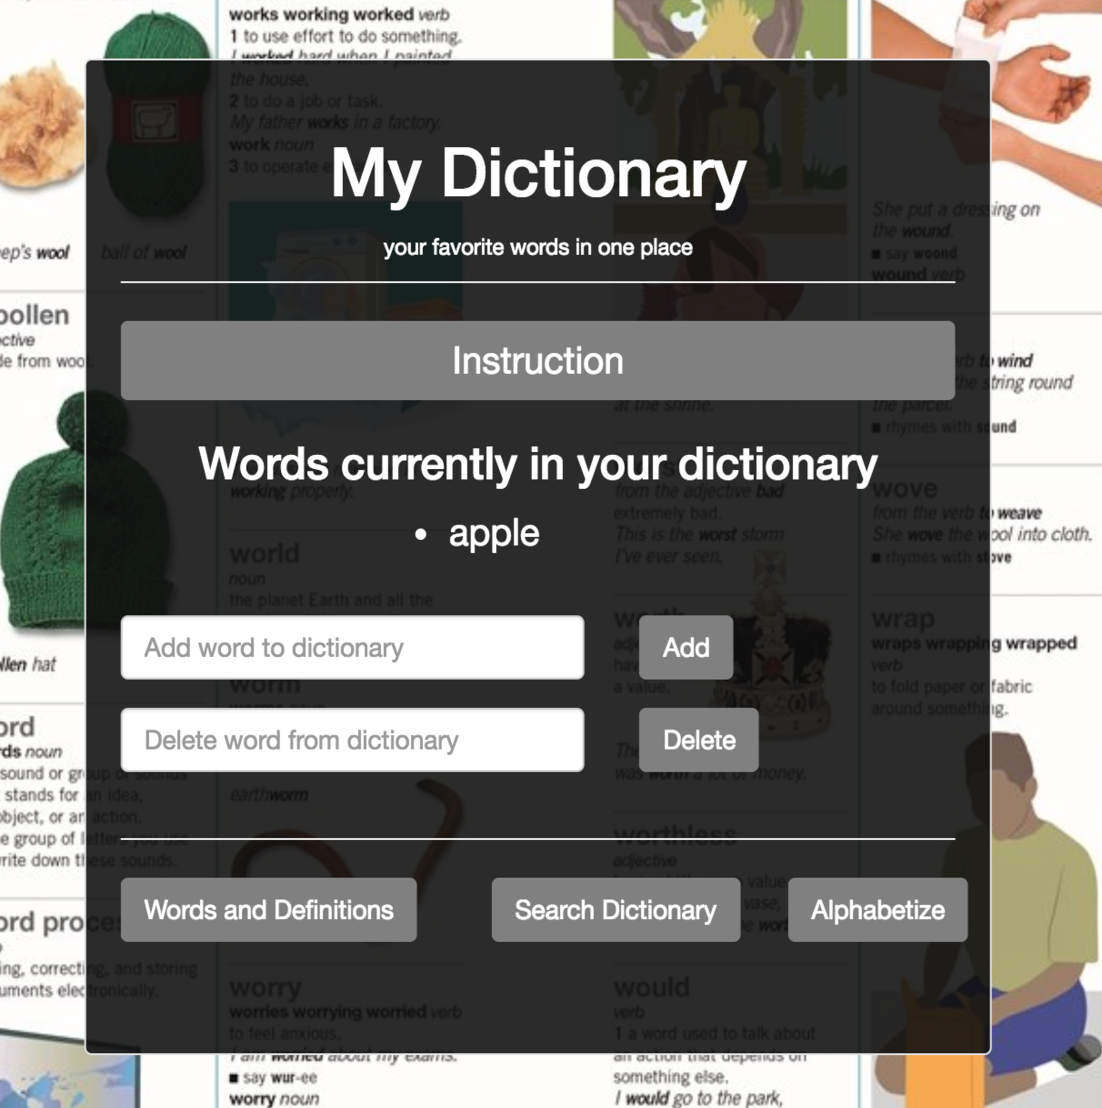 works working worked verb
1 to use effort to do something.
I worked hard when I painted
the house.
2 to do a job or task.
My father works in a factory.
work noun
3 to operate
My Dictionary
your favorite words in one place
ep's wool
ball of wool
She put a dressing on
the wound.
■ say woond
wound verb
oollen
ective
de from wool.
Instruction
verb to wind
the string round
the parcel.
■ rhymes with sound
at the shrine.
Words currently in your dictionary
working properly.
from the adjective bad
extremely bad.
This is the worst storm
I've ever seen.
wove
from the verb to weave
She wove the wool into cloth.
■ rhymes with stove
• apple
world
noun
the planet Earth and all the
Add word to dictionary
Add
worth
a value.
wrap
wraps wrapping wrapped
verb
to fold paper or fabric
around something.
llen hat
worm
Delete word from dictionary
Delete
was worth a lot of money.
ord
rds noun
sound or group of sounds
stands for an idea,
object, or an action.
e group of letters you use
rite down these sounds.
earthworm
worthless
adjective
value
vase,
Words and Definitions
Search Dictionary
Alphabetize
ord proce
ing, correcting, and storing
uments electronically.
worry
worries worrying worried verb
to feel anxious.
I am worried about my exams.
■ say wur-ee
worry noun
would
verb
1 a word used to talk about
an action that depends on
something else.
I would go to the park,